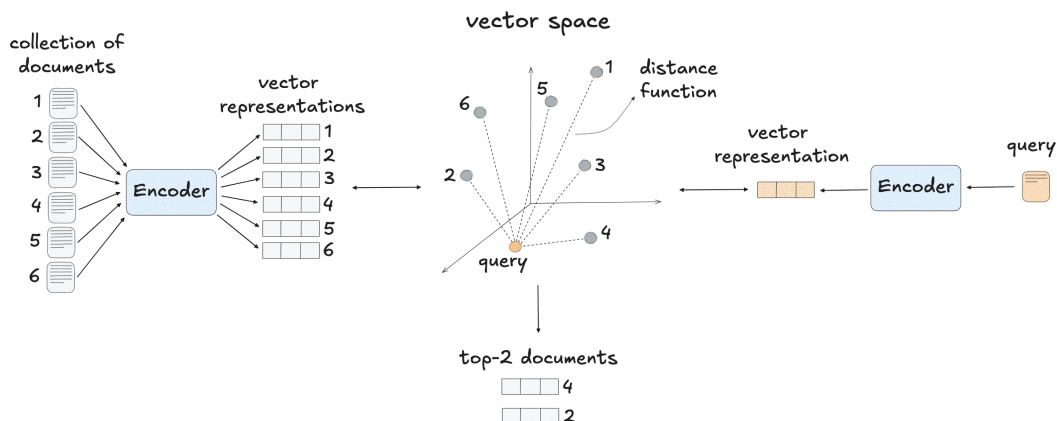 vector space
collection of
documents
1
2
3
4
5
6
Encoder
vector
representations
1
2
3
4
5
6
1
5
6
2
3
4
query
distance
function
vector
representation
Encoder
query
top-2 documents
4
2